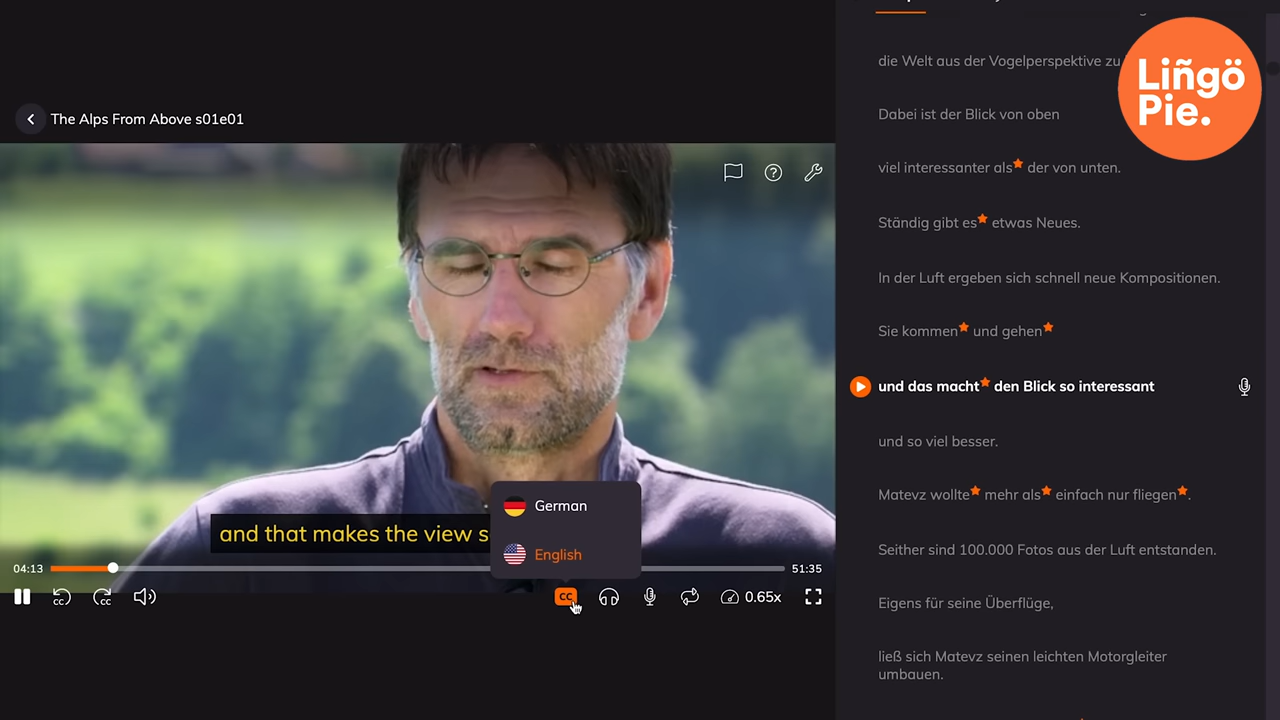 The Alps From Above s01e01
and that makes the view s
German
English
04:13
51:35
CC
CC
CC
0.65x
die Welt aus der Vogelperspektive zu
Dabei ist der Blick von oben
viel interessanter als der von unten.
Ständig gibt es etwas Neues.
In der Luft ergeben sich schnell neue Kompositionen.
Sie kommen und gehen
und das macht den Blick so interessant
und so viel besser.
Matevz wollte mehr als einfach nur fliegen.
Seither sind 100.000 Fotos aus der Luft entstanden.
Eigens für seine Überflüge,
ließ sich Matevz seinen leichten Motorgleiter
umbauen.
Liñgö
Pie.